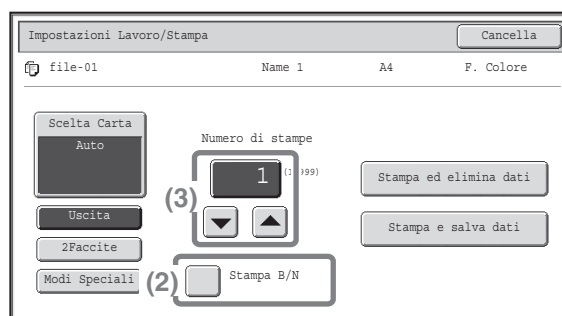 Impostazioni Lavoro/Stampa
Cancella
file-01 Name 1 A4 F. Colore
Scelta Carta
Auto
Numero di stampe
1
999)
(3)
Stampa ed elimina dati
Uscita
Stampa e salva dati
2Faccite
Modi Speciali
(2)
Stampa B/N